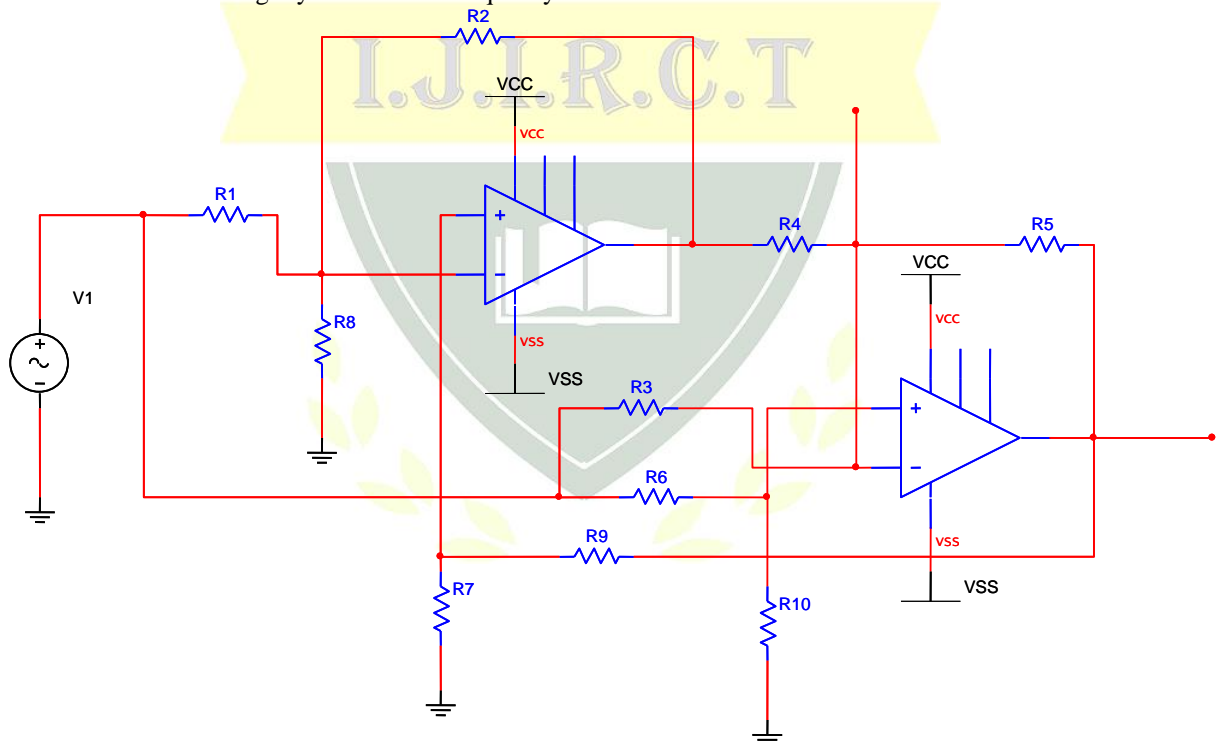 R2
I.J.I.R.C.T
VCC
VCC
R1
R4
R5
VCC
V1
R8
VCC
VSS
VSS
R3
R6
R9
VSS
R7
VSS
R10